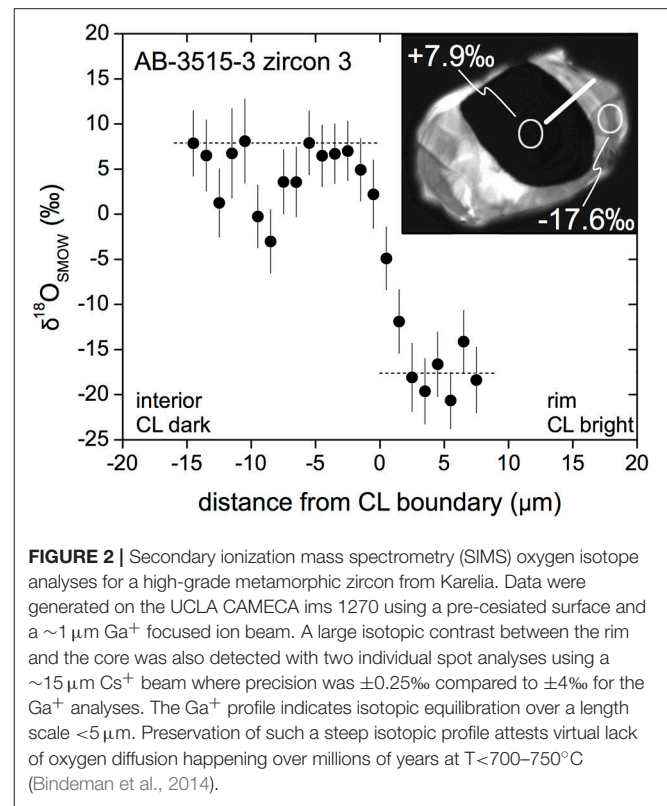 AB-3515-3 zircon 3
+7.9‰
-17.6‰
20
15
10
5
0
-5
-10
-15
-20
-25
δ¹⁸O_SMOW (‰)
interior
CL dark
rim
CL bright
-20 -15 -10 -5 0 5 10 15 20
distance from CL boundary (μm)
FIGURE 2 | Secondary ionization mass spectrometry (SIMS) oxygen isotope
analyses for a high-grade metamorphic zircon from Karelia. Data were
generated on the UCLA CAMECA ims 1270 using a pre-cesiated surface and
a ∼1 μm Ga⁺ focused ion beam. A large isotopic contrast between the rim
and the core was also detected with two individual spot analyses using a
∼15 μm Cs⁺ beam where precision was ±0.25‰ compared to ±4‰ for the
Ga⁺ analyses. The Ga⁺ profile indicates isotopic equilibration over a length
scale <5 μm. Preservation of such a steep isotopic profile attests virtual lack
of oxygen diffusion happening over millions of years at T<700–750°C
(Bindeman et al., 2014).